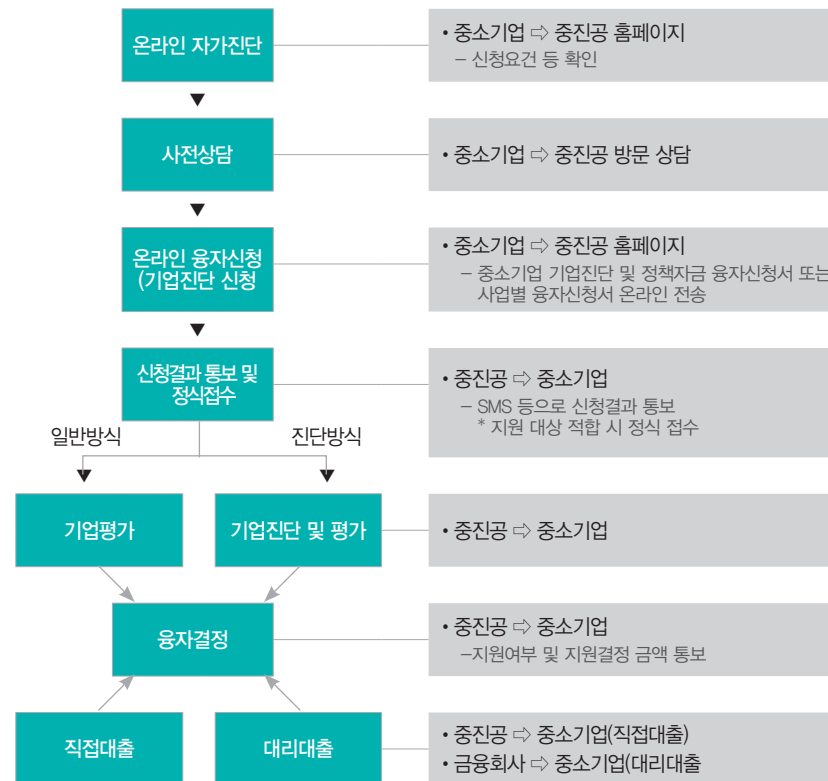 온라인 자가진단
• 중소기업 ⇨ 중진공 홈페이지
– 신청요건 등 확인
▼
사전상담
• 중소기업 ⇨ 중진공 방문 상담
▼
온라인 융자신청
(기업진단 신청
• 중소기업 ⇨ 중진공 홈페이지
– 중소기업 기업진단 및 정책자금 융자신청서 또는
사업별 융자신청서 온라인 전송
▼
신청결과 통보 및
정식접수
• 중진공 ⇨ 중소기업
– SMS 등으로 신청결과 통보
* 지원 대상 적합 시 정식 접수
일반방식
진단방식
기업평가
기업진단 및 평가
• 중진공 ⇨ 중소기업
융자결정
• 중진공 ⇨ 중소기업
–지원여부 및 지원결정 금액 통보
직접대출
대리대출
• 중진공 ⇨ 중소기업(직접대출)
• 금융회사 ⇨ 중소기업(대리대출